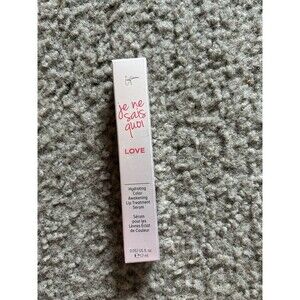 je ne
sais
quoi
LOVE
Hydrating
Color
Awakening
Lip Treatment
Serum
Sérum
pour les
Lèvres Éclat
de Couleur